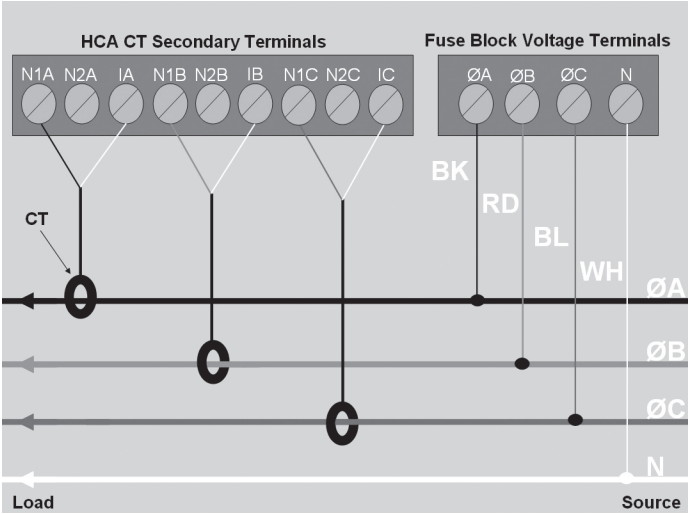 HCA CT Secondary Terminals
Fuse Block Voltage Terminals
N1A N2A IA N1B N2B IB N1C N2C IC
ØA ØB ØC N
BK
RD
BL
WH
CT
ØA
ØB
ØC
N
Load
Source